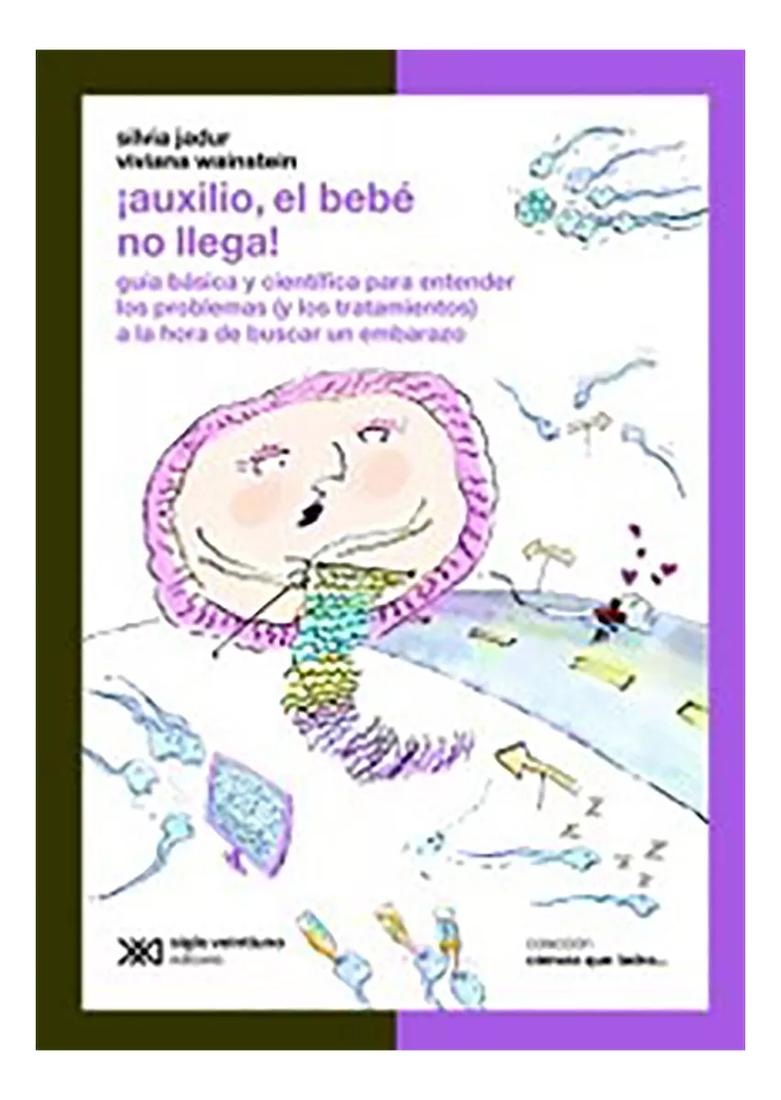 silvia jadur
viviana wainstein
¡auxilio, el bebé
no llega!
guía básica y científica para entender
los problemas (y los tratamientos)
a la hora de buscar un embarazo
z
z
z
z
z
siglo veintiuno
editores
colección
ciencia que ladra...